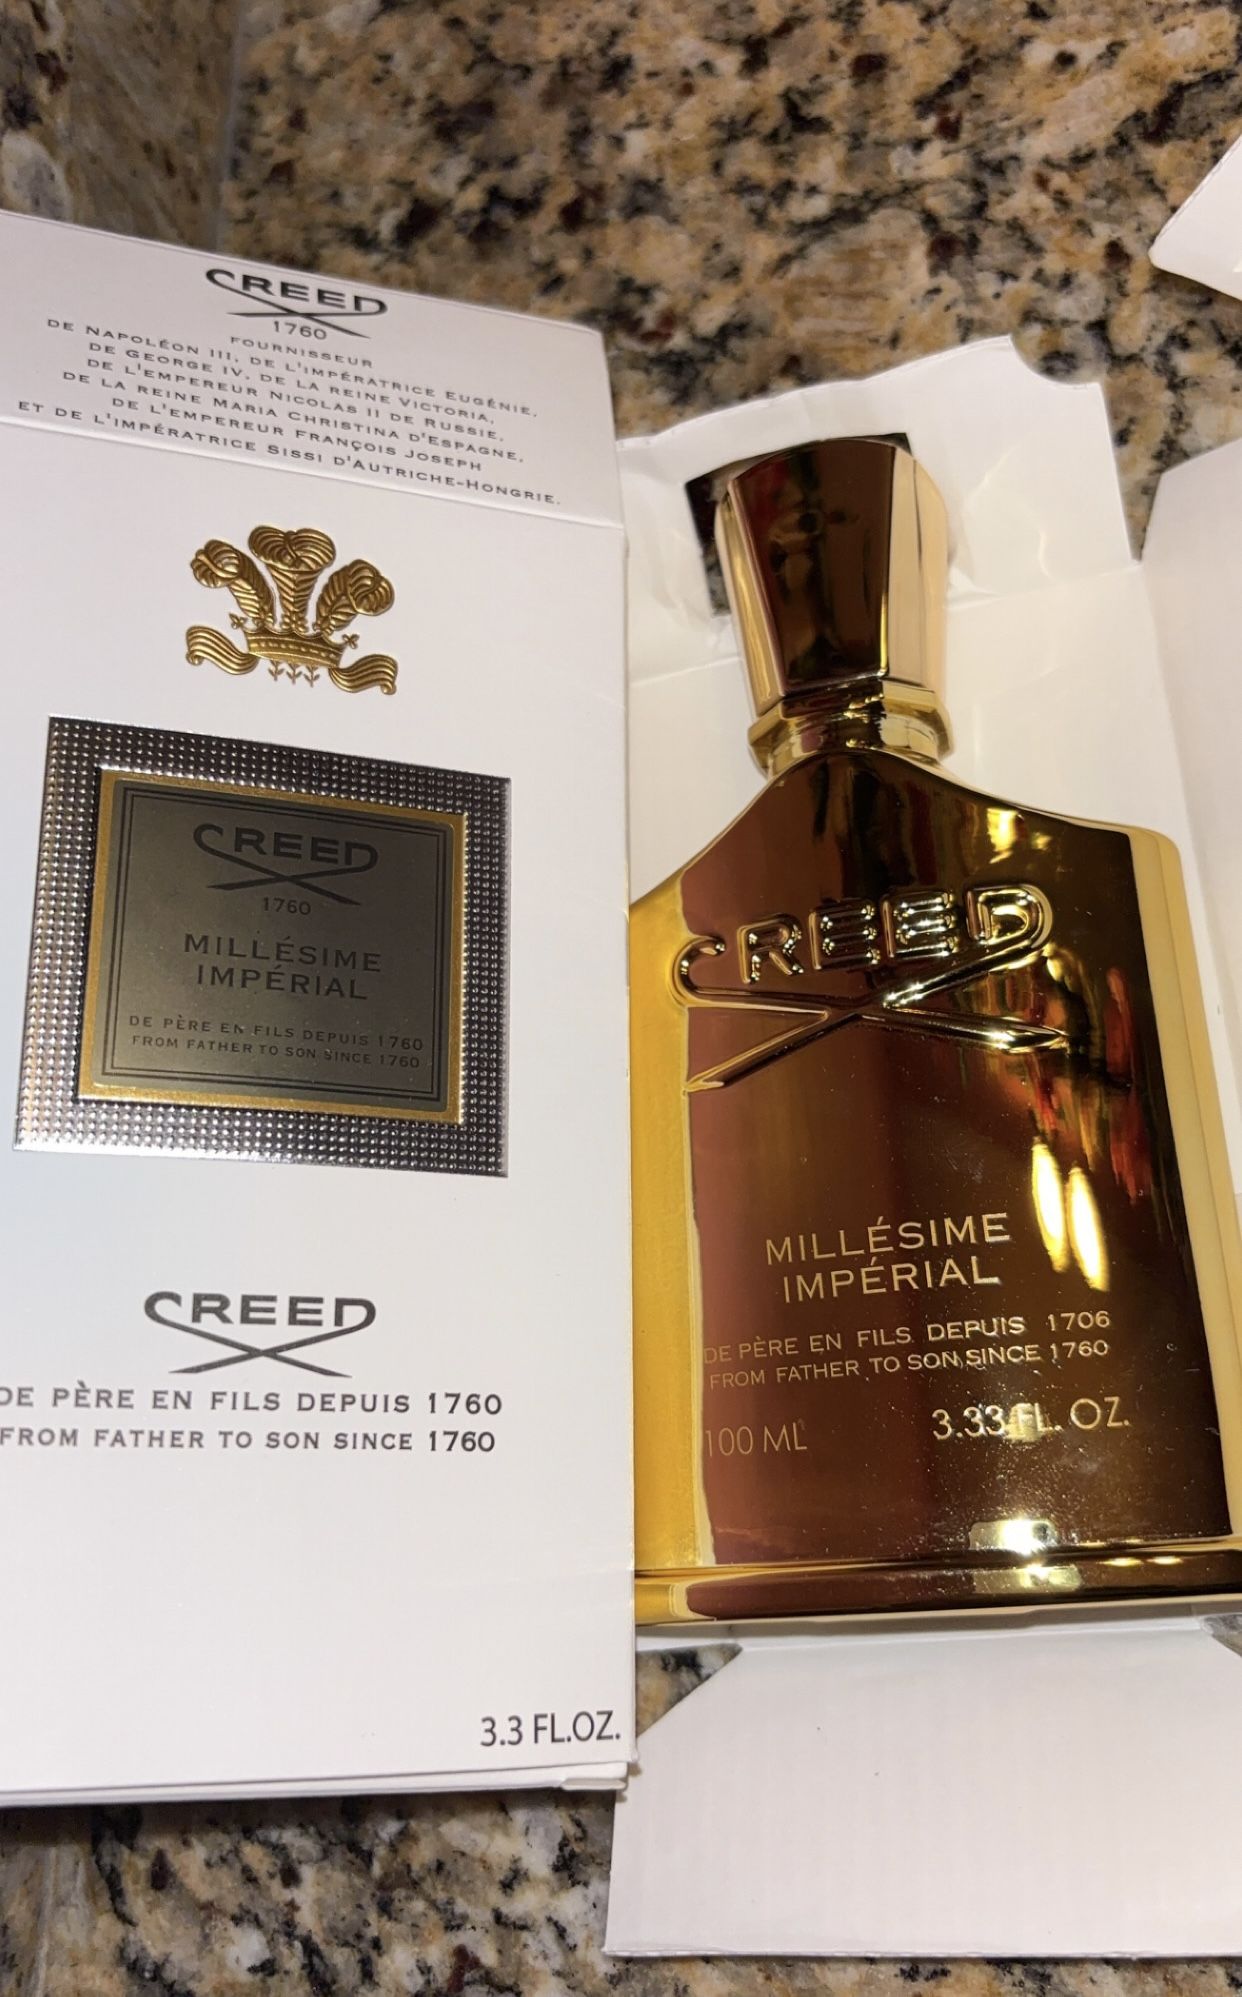 CREED
1760
FOURNISSEUR
DE NAPOLÉON III, DE L'IMPÉRATRICE EUGÉNIE,
DE GEORGE IV, DE LA REINE VICTORIA,
DE L'EMPEREUR NICOLAS II DE RUSSIE,
DE LA REINE MARIA CHRISTINA D'ESPAGNE,
DE L'EMPEREUR FRANÇOIS JOSEPH
ET DE L'IMPÉRATRICE SISSI D'AUTRICHE-HONGRIE.
CREED
1760
MILLÉSIME
IMPÉRIAL
DE PÈRE EN FILS DEPUIS 1760
FROM FATHER TO SON SINCE 1760
CREED
DE PÈRE EN FILS DEPUIS 1760
FROM FATHER TO SON SINCE 1760
3.3 FL.OZ.
CREED
MILLÉSIME
IMPÉRIAL
DE PÈRE EN FILS DEPUIS 1706
FROM FATHER TO SON SINCE 1760
100 ML 3.33 FL. OZ.